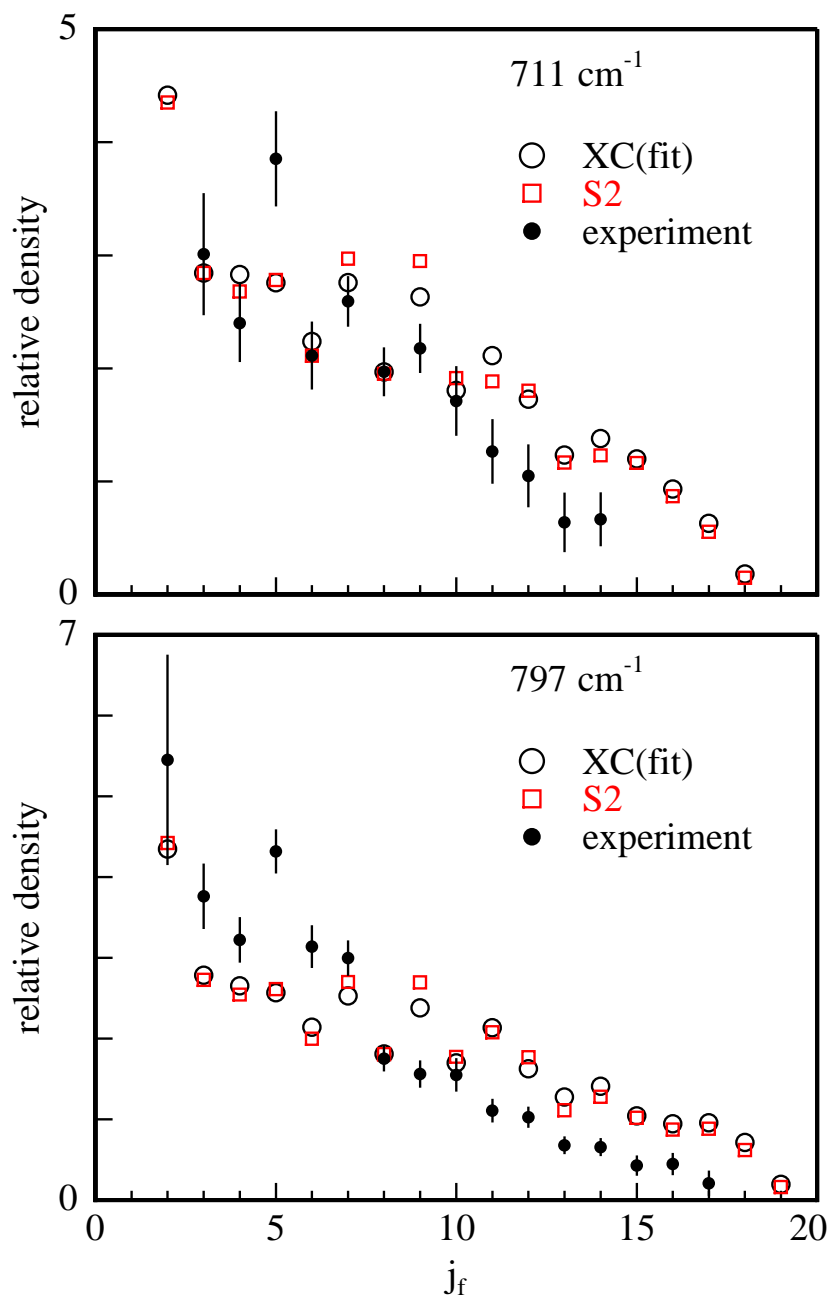 5
711 cm⁻¹
XC(fit)
S2
experiment
relative density
0
7
797 cm⁻¹
XC(fit)
S2
experiment
relative density
0
0 5 10 15 20
j_f